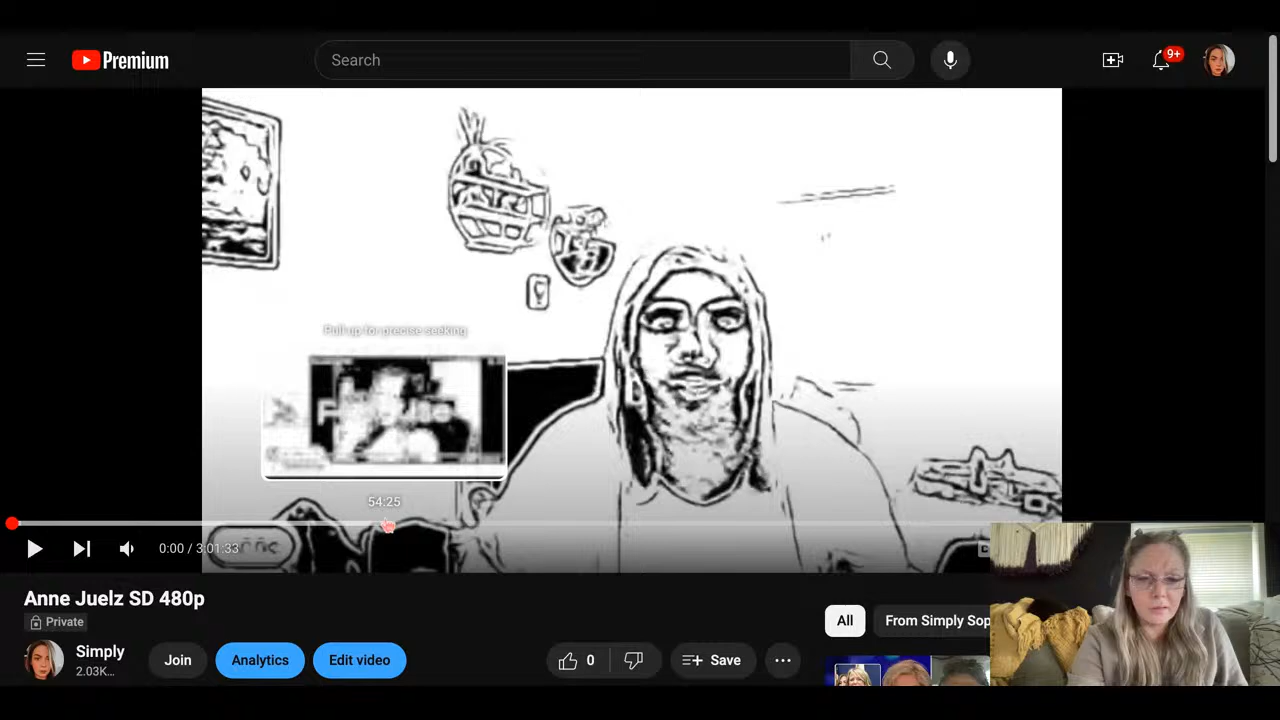 Premium
Search
9+
Pull up for precise seeking
54:25
0:00 / 3:01:33
Anne Juelz SD 480p
Private
All
From Simply Sop
Simply
2.03K...
Join
Analytics
Edit video
0
Save